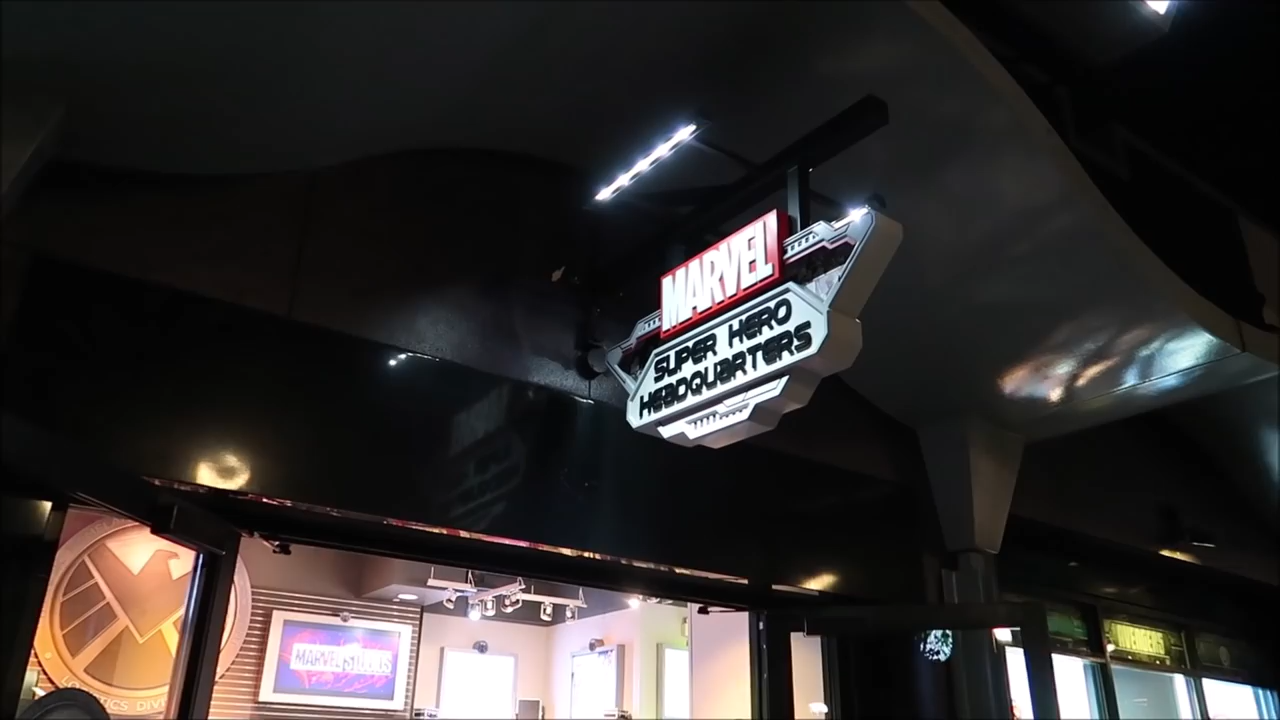 MARVEL
SUPER HERO
HEADQUARTERS
MARVEL STUDIOS
AVENGERS